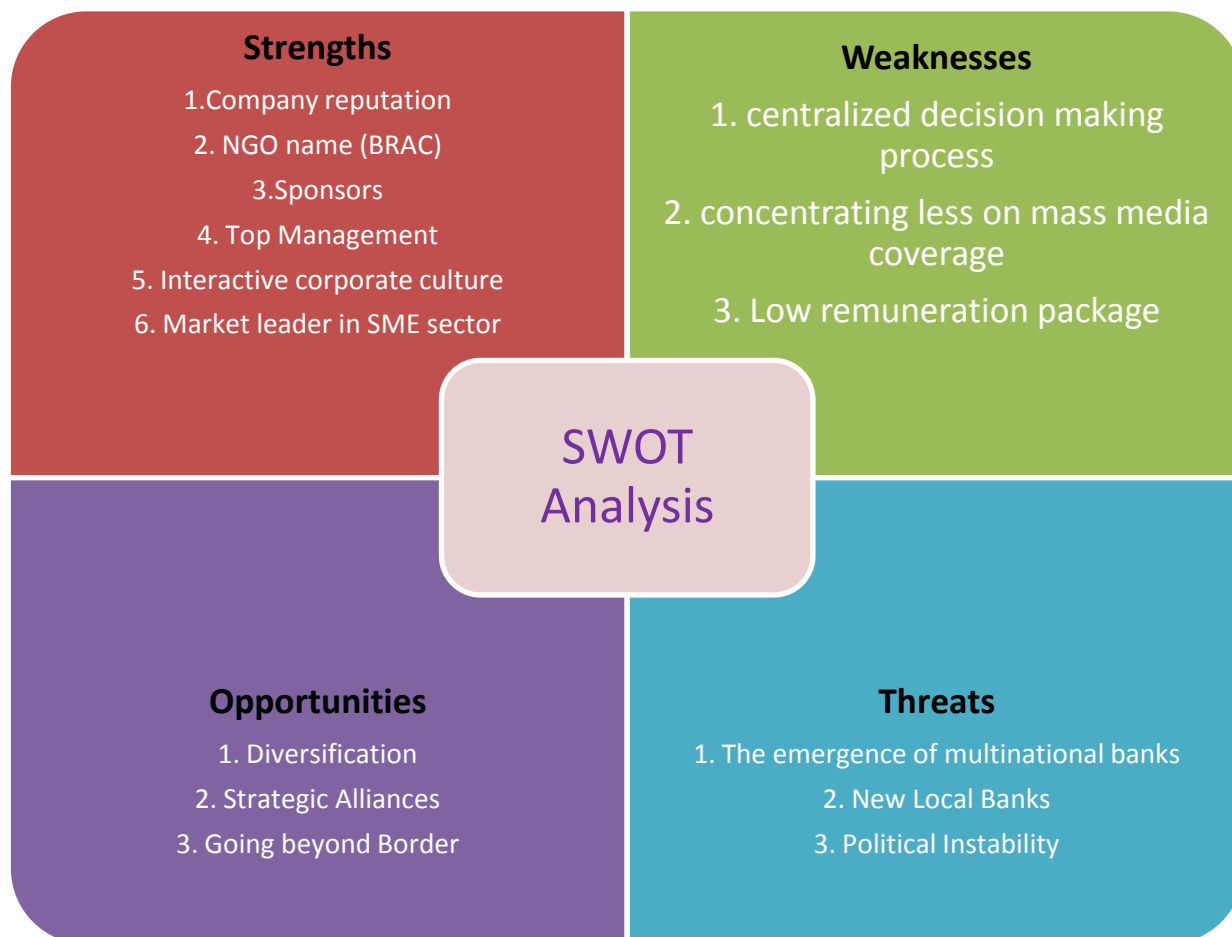 Strengths
1.Company reputation
2. NGO name (BRAC)
3.Sponsors
4. Top Management
5. Interactive corporate culture
6. Market leader in SME sector
Weaknesses
1. centralized decision making
process
2. concentrating less on mass media
coverage
3. Low remuneration package
SWOT
Analysis
Opportunities
1. Diversification
2. Strategic Alliances
3. Going beyond Border
Threats
1. The emergence of multinational banks
2. New Local Banks
3. Political Instability